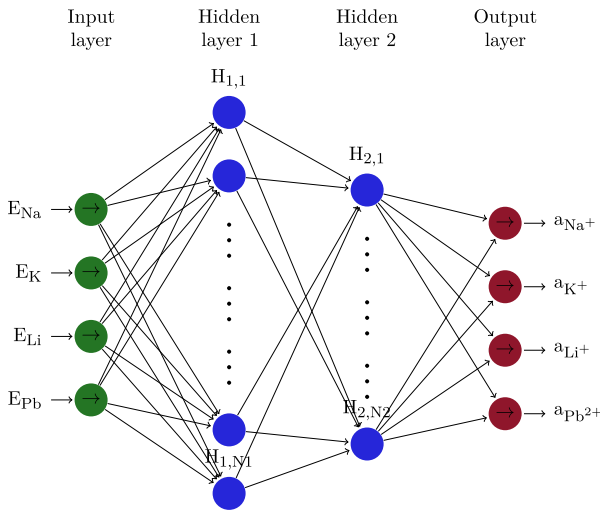 Input layer
Hidden layer 1
Hidden layer 2
Output layer
H1,1
H2,1
ENa
EK
ELi
EPb
→
→
→
→
aNa+
aK+
aLi+
aPb2+
→
→
→
→
H2,N2
H1,N1